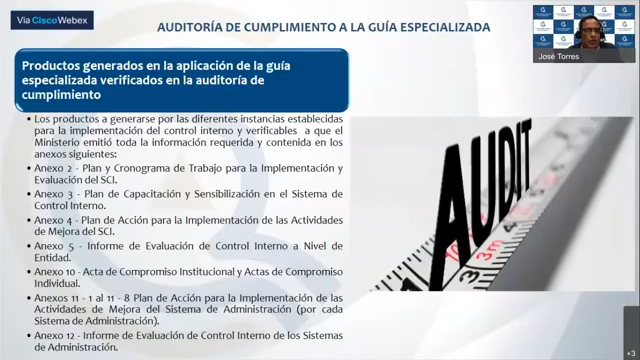 Via CiscoWebex
AUDITORÍA DE CUMPLIMIENTO A LA GUÍA ESPECIALIZADA
José Torres
Productos generados en la aplicación de la guía
especializada verificados en la auditoría de
cumplimiento
• Los productos a generarse por las diferentes instancias establecidas
para la implementación del control interno y verificables a que el
Ministerio emitió toda la información requerida y contenida en los
anexos siguientes:
• Anexo 2 - Plan y Cronograma de Trabajo para la Implementación y
Evaluación del SCI.
• Anexo 3 - Plan de Capacitación y Sensibilización en el Sistema de
Control Interno.
• Anexo 4 - Plan de Acción para la Implementación de las Actividades
de Mejora del SCI.
• Anexo 5 - Informe de Evaluación de Control Interno a Nivel de
Entidad.
• Anexo 10 - Acta de Compromiso Institucional y Actas de Compromiso
Individual.
• Anexos 11 - 1 al 11 - 8 Plan de Acción para la Implementación de las
Actividades de Mejora del Sistema de Administración (por cada
Sistema de Administración).
• Anexo 12 - Informe de Evaluación de Control Interno de los Sistemas
de Administración.
AUDIT
3m
+3